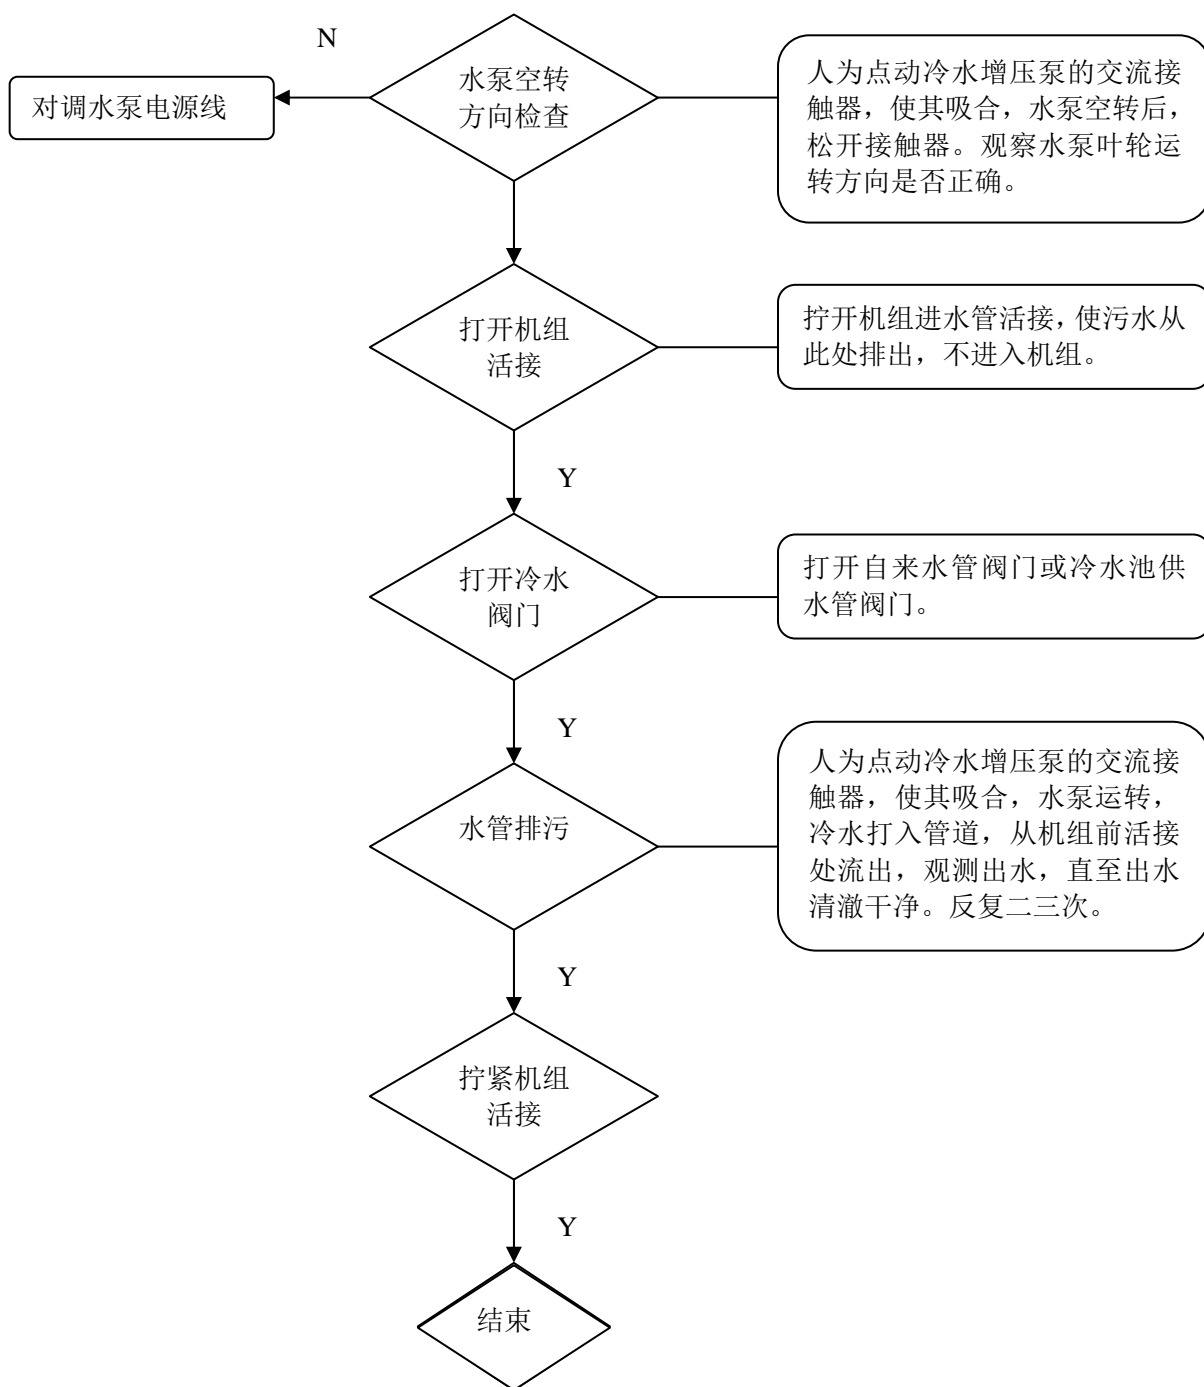 N
对调水泵电源线
水泵空转
方向检查
人为点动冷水增压泵的交流接
触器，使其吸合，水泵空转后，
松开接触器。观察水泵叶轮运
转方向是否正确。
打开机组
活接
拧开机组进水管活接，使污水从
此处排出，不进入机组。
Y
打开冷水
阀门
打开自来水管阀门或冷水池供
水管阀门。
Y
水管排污
人为点动冷水增压泵的交流接
触器，使其吸合，水泵运转，
冷水打入管道，从机组前活接
处流出，观测出水，直至出水
清澈干净。反复二三次。
Y
拧紧机组
活接
Y
结束